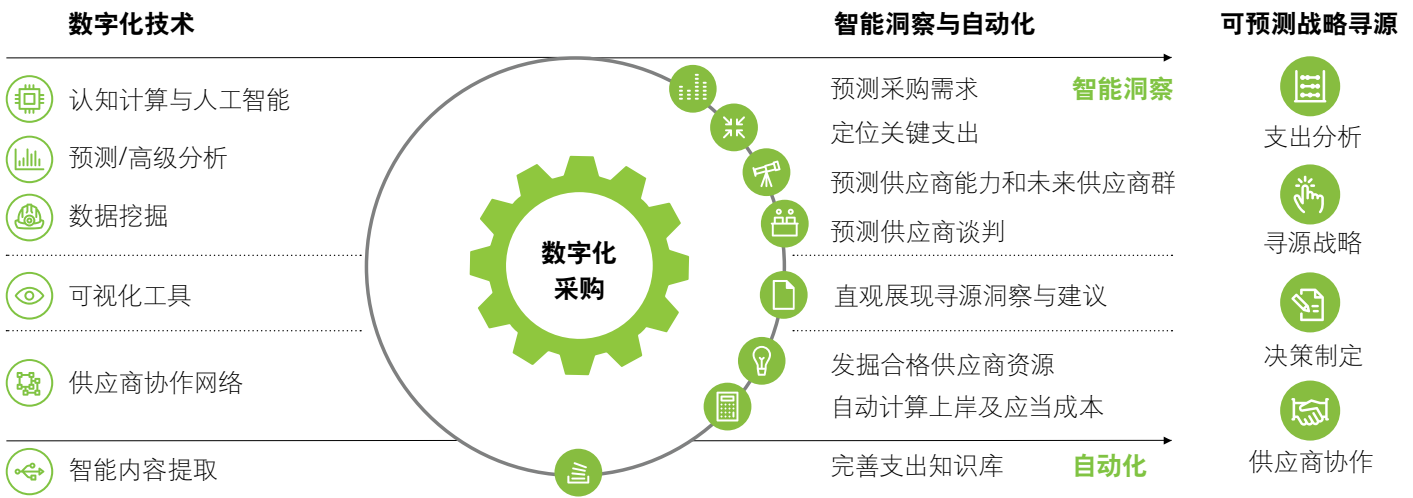 数字化技术
认知计算与人工智能
预测/高级分析
数据挖掘
可视化工具
供应商协作网络
智能内容提取
数字化
采购
智能洞察与自动化
预测采购需求
智能洞察
定位关键支出
预测供应商能力和未来供应商群
预测供应商谈判
直观展现寻源洞察与建议
发掘合格供应商资源
自动计算上岸及应当成本
完善支出知识库
自动化
可预测战略寻源
支出分析
寻源战略
决策制定
供应商协作